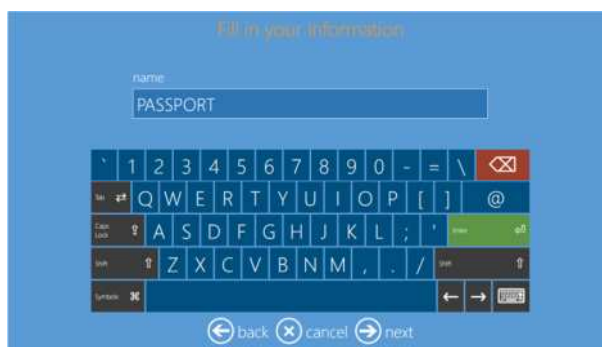 Fill in your information
name
PASSPORT
` 1 2 3 4 5 6 7 8 9 0 - = \
Tab Q W E R T Y U I O P [ ] @
Caps Lock A S D F G H J K L ; ' Enter
Shift Z X C V B N M , . / Shift
Symbols
back cancel next